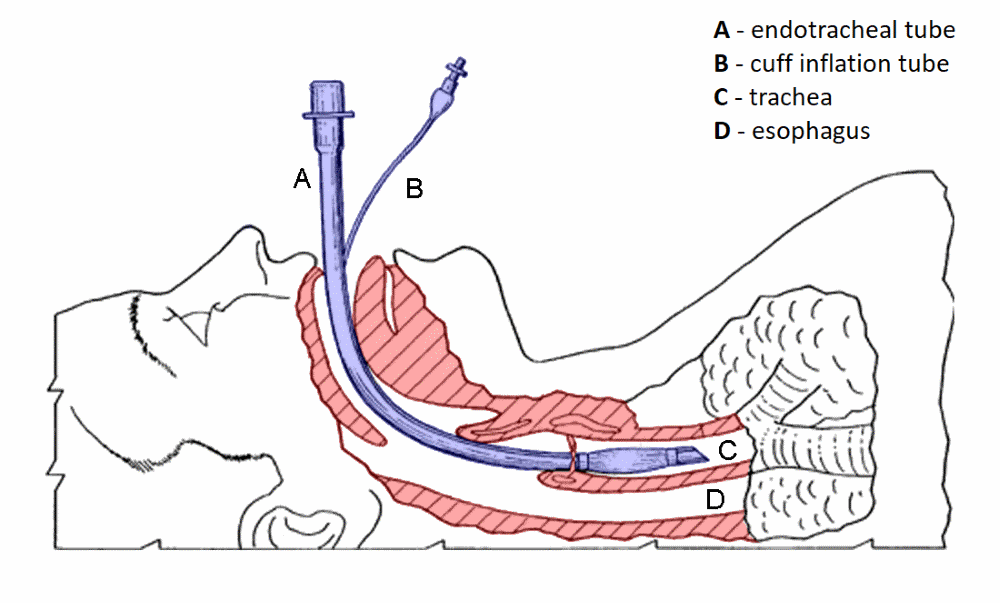 A - endotracheal tube
B - cuff inflation tube
C - trachea
D - esophagus
A
B
C
D